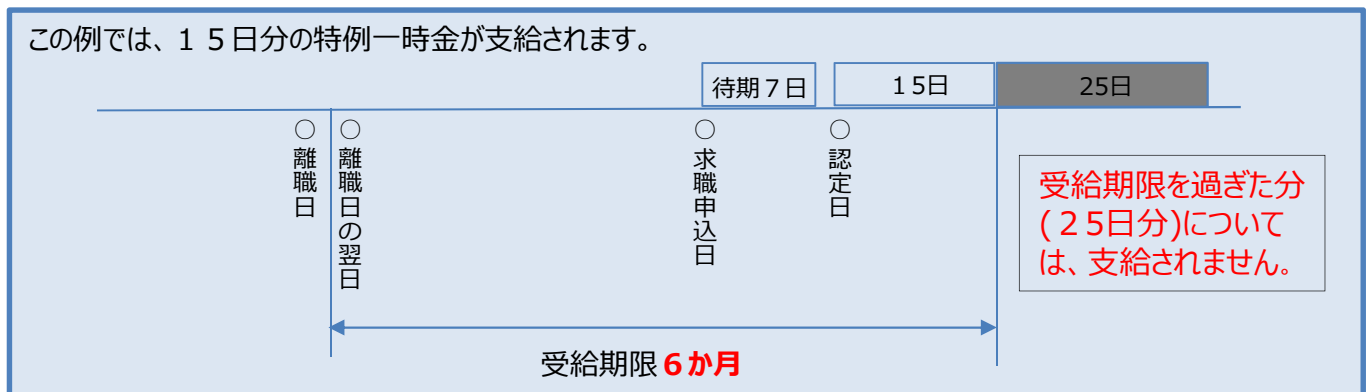 この例では、１５日分の特例一時金が支給されます。
待期７日
１5日
25日
○離職日
○離職日の翌日
○求職申込日
○認定日
受給期限を過ぎた分
(２5日分)について
は、支給されません。
受給期限６か月